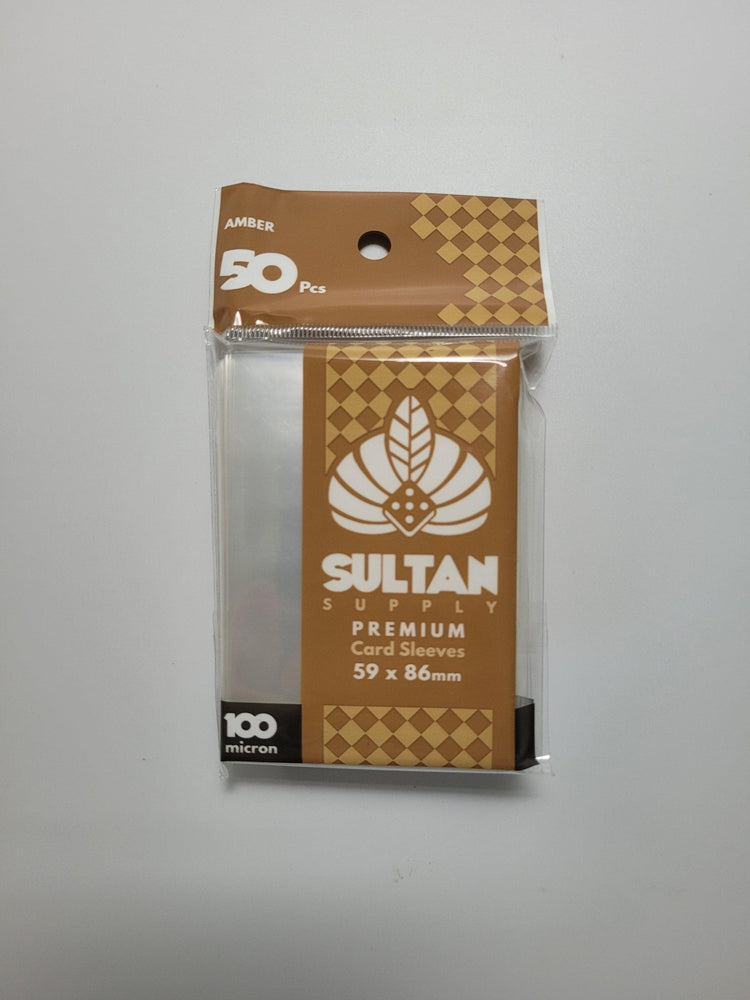 AMBER
50 Pcs
SULTAN
SUPPLY
PREMIUM
Card Sleeves
59 x 86mm
100
micron